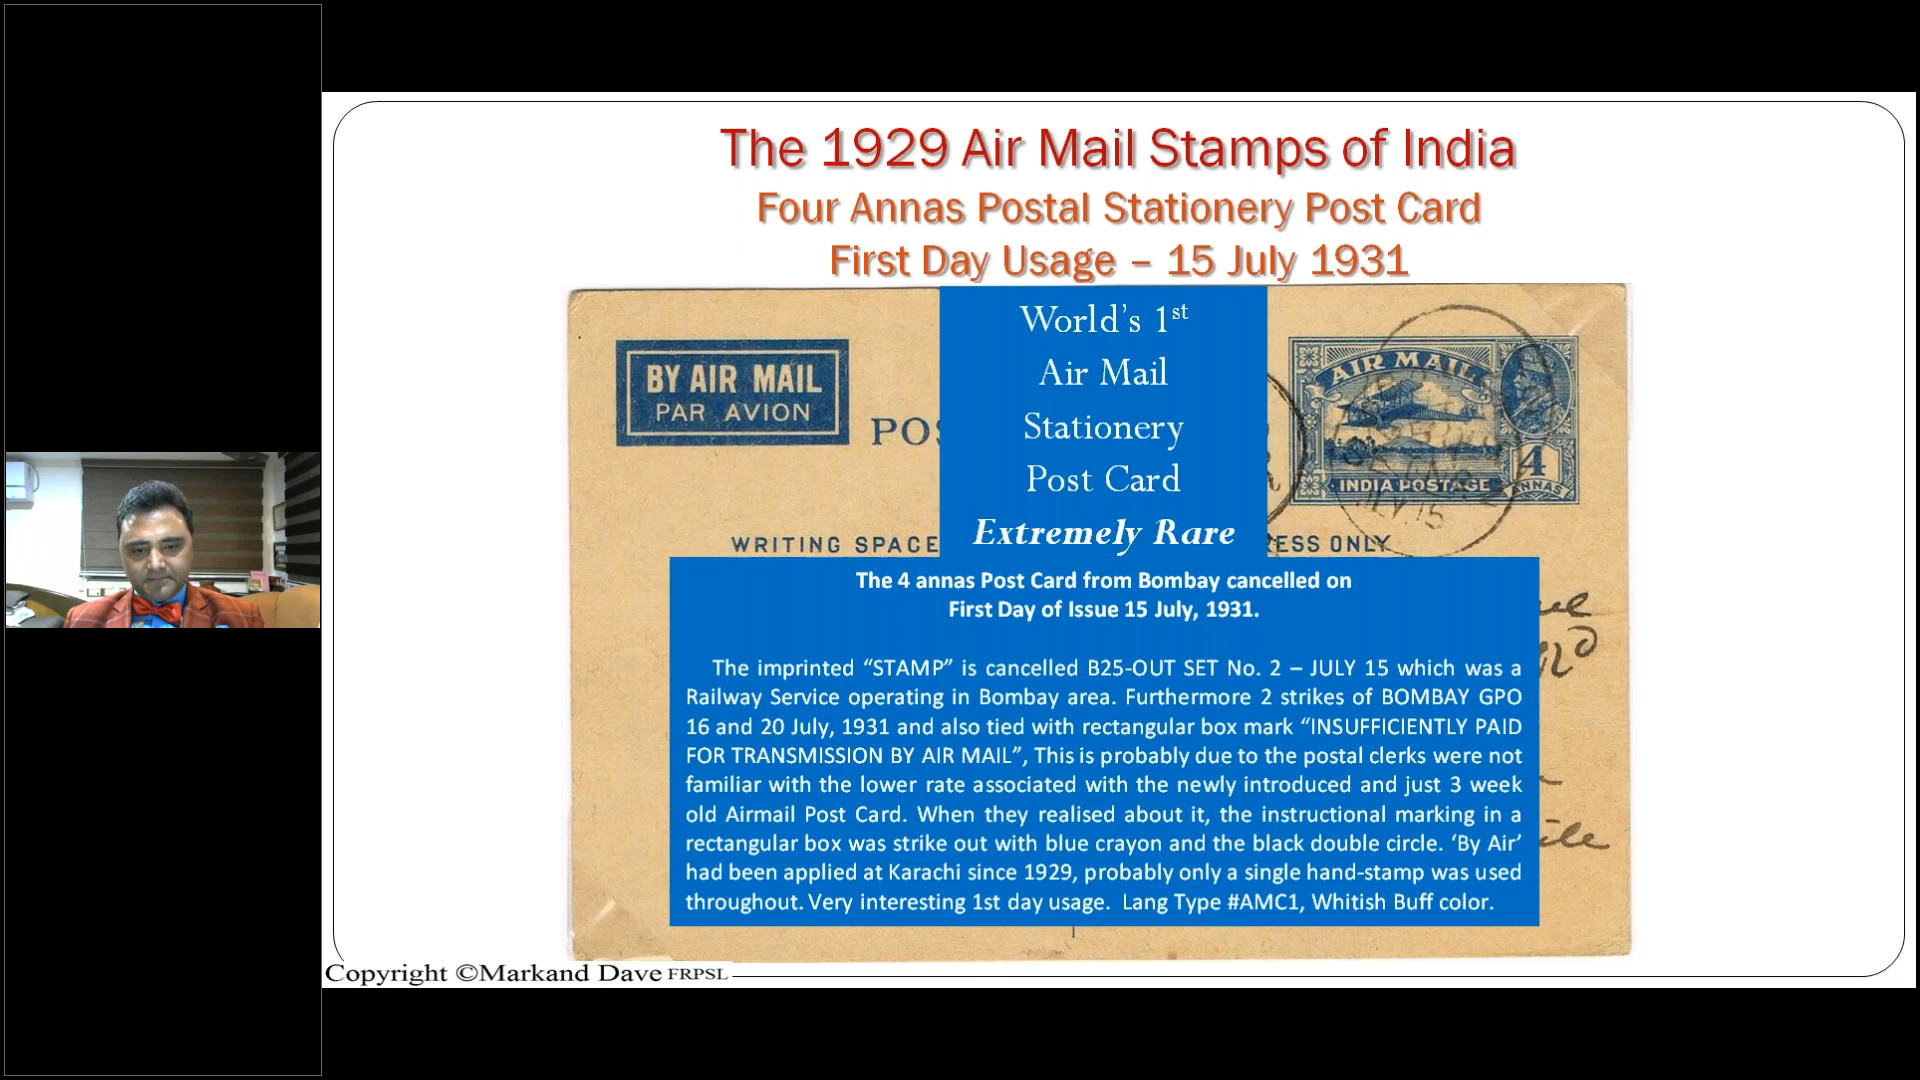 The 1929 Air Mail Stamps of India
Four Annas Postal Stationery Post Card
First Day Usage – 15 July 1931
World's 1st
Air Mail
Stationery
Post Card
Extremely Rare
BY AIR MAIL
PAR AVION
POS
AIR MAIL
4
INDIA POSTAGE
ANNAS
WRITING SPACE
RESS ONLY
The 4 annas Post Card from Bombay cancelled on
First Day of Issue 15 July, 1931.
The imprinted “STAMP” is cancelled B25-OUT SET No. 2 – JULY 15 which was a
Railway Service operating in Bombay area. Furthermore 2 strikes of BOMBAY GPO
16 and 20 July, 1931 and also tied with rectangular box mark “INSUFFICIENTLY PAID
FOR TRANSMISSION BY AIR MAIL”, This is probably due to the postal clerks were not
familiar with the lower rate associated with the newly introduced and just 3 week
old Airmail Post Card. When they realised about it, the instructional marking in a
rectangular box was strike out with blue crayon and the black double circle. ‘By Air’
had been applied at Karachi since 1929, probably only a single hand-stamp was used
throughout. Very interesting 1st day usage. Lang Type #AMC1, Whitish Buff color.
Copyright ©Markand Dave FRPSL